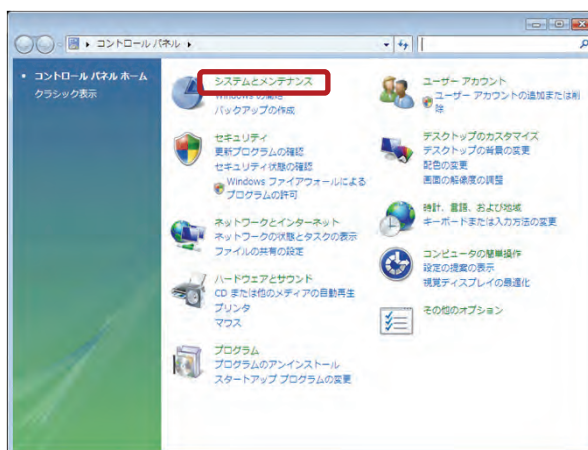 コントロール パネル
コントロール パネル ホーム
クラシック表示
システムとメンテナンス
バックアップの作成
セキュリティ
更新プログラムの確認
セキュリティ状態の確認
Windows ファイアウォールによる
プログラムの許可
ネットワークとインターネット
ネットワークの状態とタスクの表示
ファイルの共有の設定
ハードウェアとサウンド
CD または他のメディアの自動再生
プリンタ
マウス
プログラム
プログラムのアンインストール
スタートアップ プログラムの変更
ユーザー アカウント
ユーザー アカウントの追加または削
除
デスクトップのカスタマイズ
デスクトップの背景の変更
配色の変更
画面の解像度の調整
時計、言語、および地域
キーボードまたは入力方法の変更
コンピュータの簡単操作
設定の提案の表示
視覚ディスプレイの最適化
その他のオプション